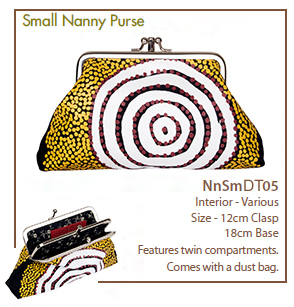 Small Nanny Purse
NnSmDT05
Interior - Various
Size - 12cm Clasp
18cm Base
Features twin compartments.
Comes with a dust bag.